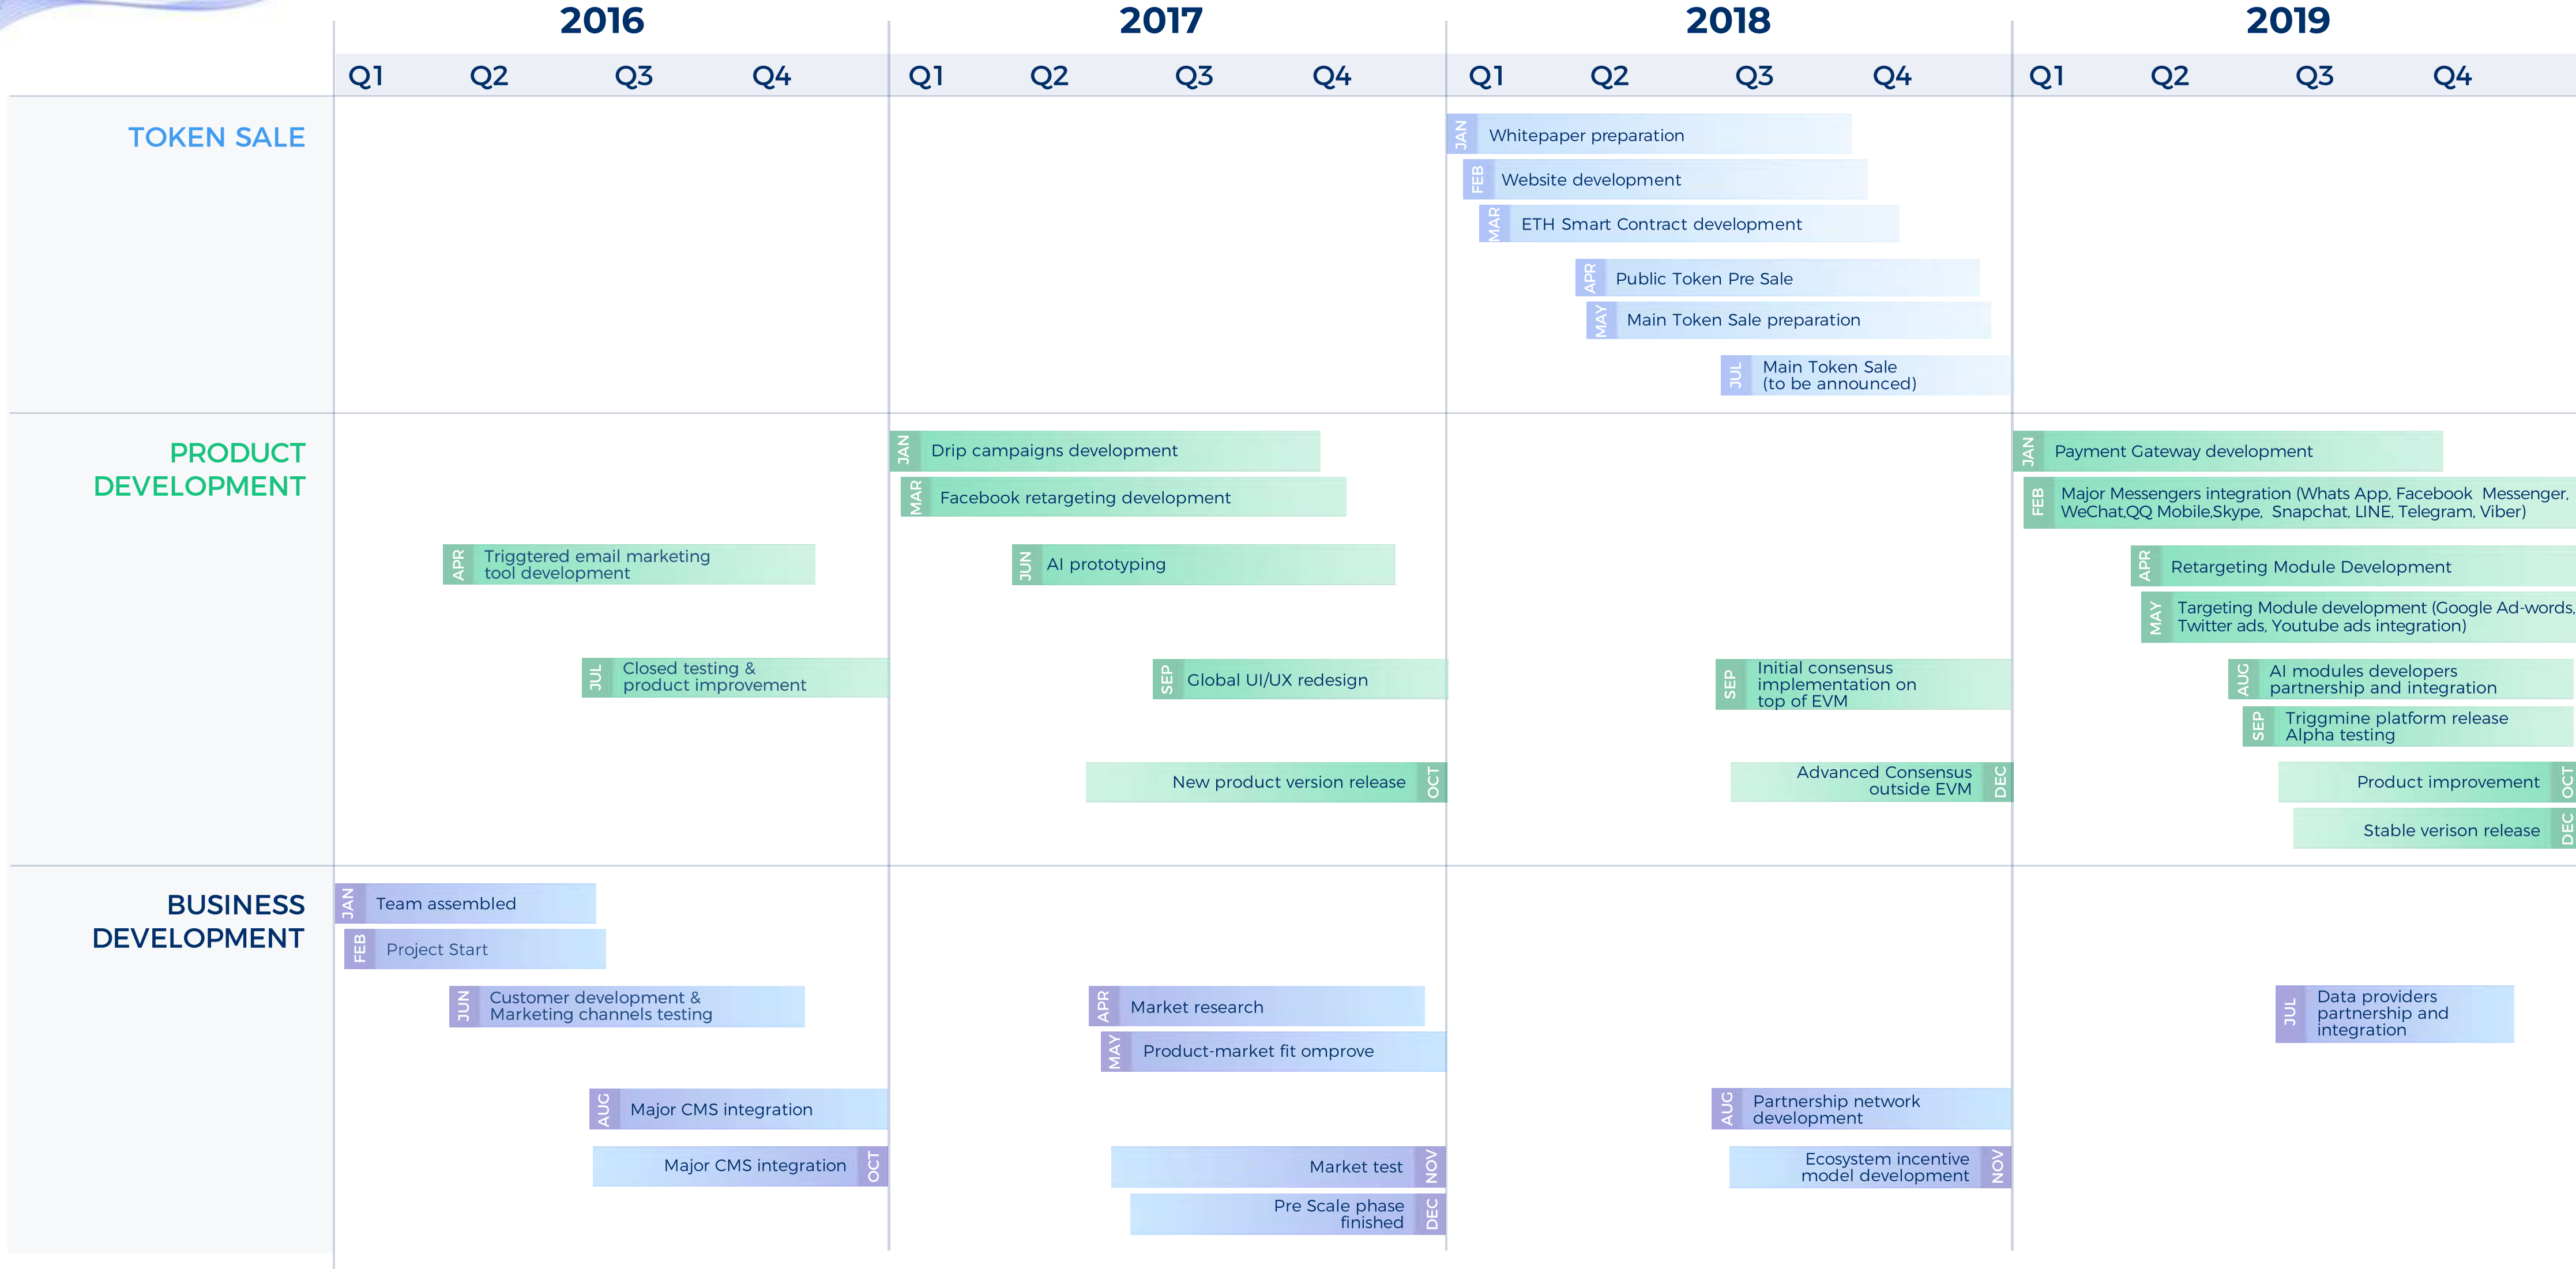 2016 2017 2018 2019
Q1 Q2 Q3 Q4 Q1 Q2 Q3 Q4 Q1 Q2 Q3 Q4 Q1 Q2 Q3 Q4
TOKEN SALE
JAN Whitepaper preparation
FEB Website development
MAR ETH Smart Contract development
APR Public Token Pre Sale
MAY Main Token Sale preparation
JUL Main Token Sale
(to be announced)
PRODUCT
DEVELOPMENT
APR Triggtered email marketing
tool development
JUL Closed testing &
product improvement
JAN Drip campaigns development
MAR Facebook retargeting development
JUN AI prototyping
SEP Global UI/UX redesign
New product version release OCT
SEP Initial consensus
implementation on
top of EVM
Advanced Consensus
outside EVM DEC
JAN Payment Gateway development
FEB Major Messengers integration (Whats App, Facebook Messenger,
WeChat,QQ Mobile,Skype, Snapchat, LINE, Telegram, Viber)
APR Retargeting Module Development
MAY Targeting Module development (Google Ad-words,
Twitter ads, Youtube ads integration)
AUG AI modules developers
partnership and integration
SEP Triggmine platform release
Alpha testing
Product improvement OCT
Stable verison release DEC
BUSINESS
DEVELOPMENT
JAN Team assembled
FEB Project Start
JUN Customer development &
Marketing channels testing
AUG Major CMS integration
Major CMS integration OCT
APR Market research
MAY Product-market fit omprove
Market test NOV
Pre Scale phase
finished DEC
AUG Partnership network
development
Ecosystem incentive
model development NOV
JUL Data providers
partnership and
integration